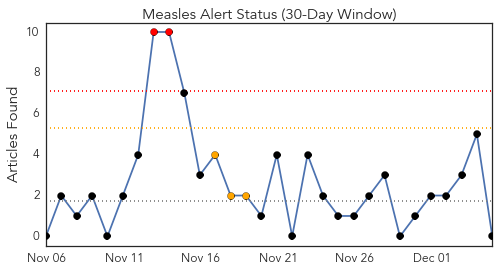 Measles Alert Status (30-Day Window)
Articles Found
10
8
6
4
2
0
Nov 06 Nov 11 Nov 16 Nov 21 Nov 26 Dec 01